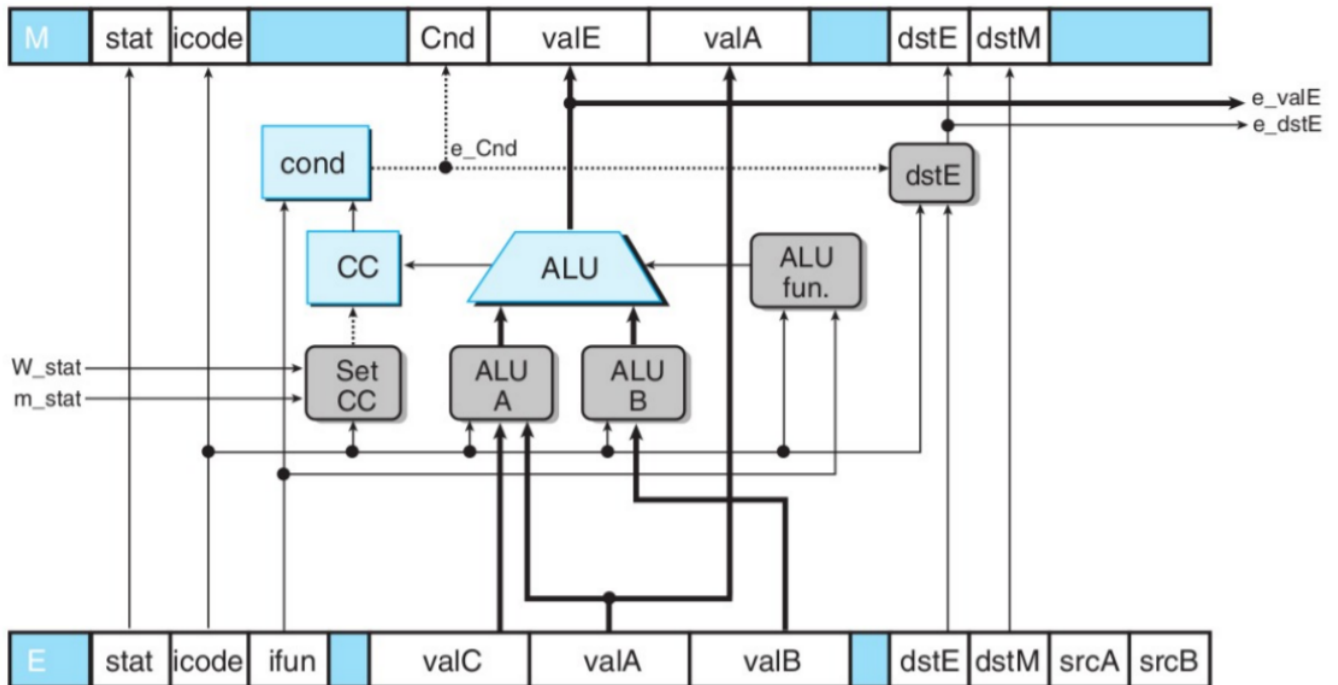 M stat icode Cnd valE valA dstE dstM
e_valE
e_dstE
e_Cnd
cond
dstE
CC
ALU
ALU
fun.
W_stat
m_stat
Set
CC
ALU
A
ALU
B
E stat icode ifun valC valA valB dstE dstM srcA srcB